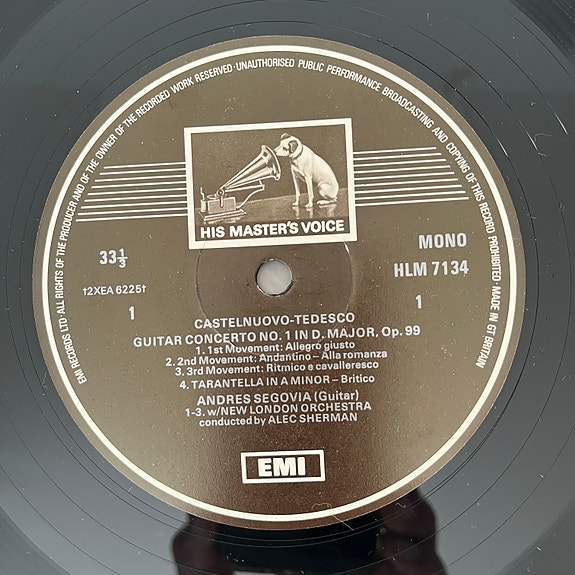 EMI RECORDS LTD·ALL RIGHTS OF THE PRODUCER AND OF THE OWNER OF THE RECORDED WORK RESERVED·UNAUTHORISED PUBLIC PERFORMANCE BROADCASTING AND COPYING OF THIS RECORD PROHIBITED·MADE IN GT BRITAIN
HIS MASTER'S VOICE
33⅓
MONO
HLM 7134
†2XEA 6225†
1
1
CASTELNUOVO-TEDESCO
GUITAR CONCERTO NO. 1 IN D. MAJOR, Op. 99
1. 1st Movement: Allegro giusto
2. 2nd Movement: Andantino – Alla romanza
3. 3rd Movement: Ritmico e cavalleresco
4. TARANTELLA IN A MINOR – Britico
ANDRES SEGOVIA (Guitar)
1-3. w/NEW LONDON ORCHESTRA
conducted by ALEC SHERMAN
EMI